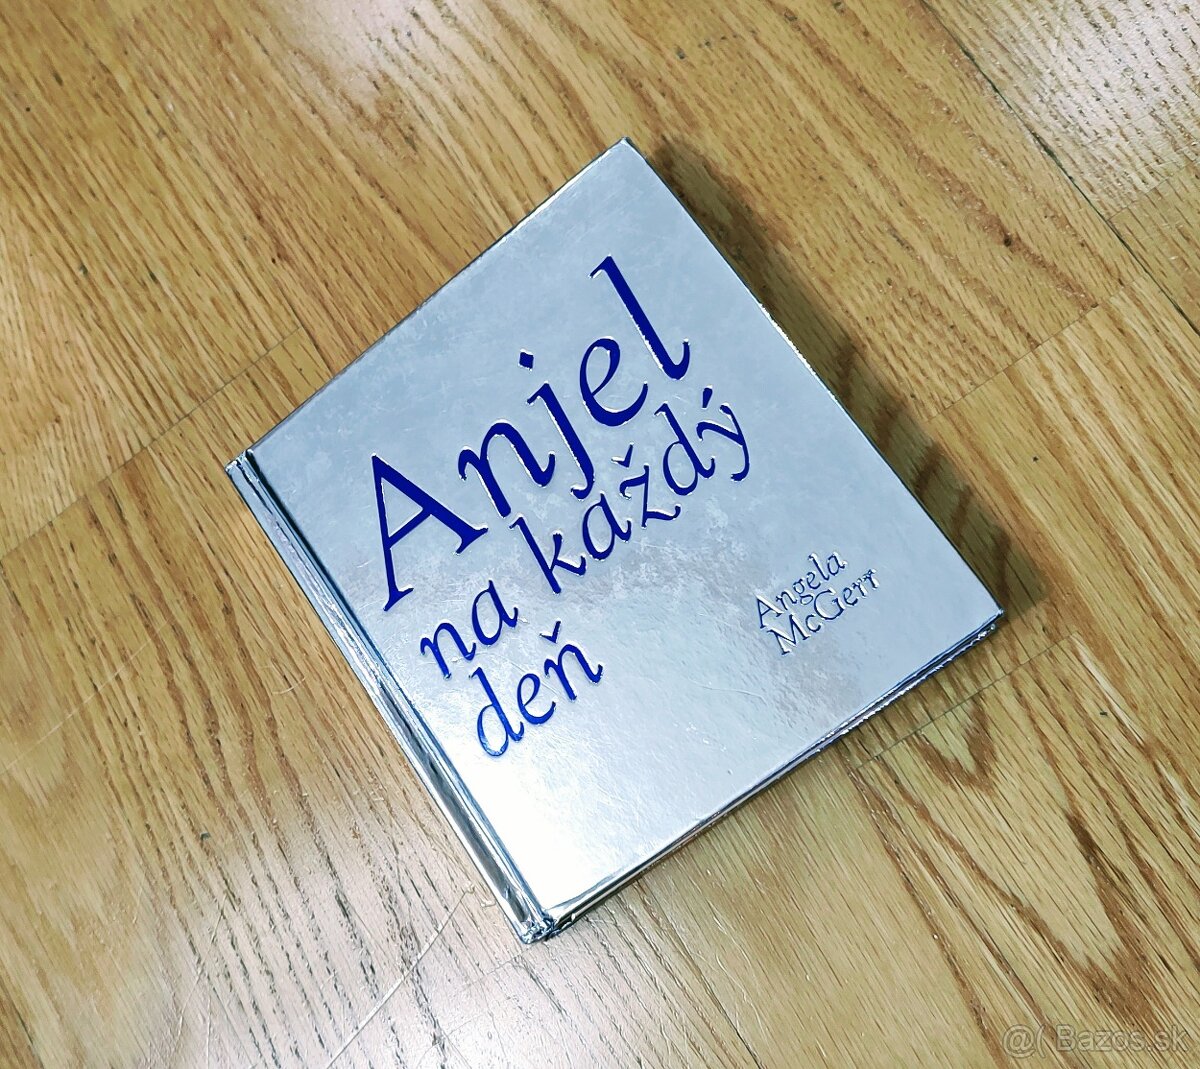 Anjel
na každý
deň
Angela
McGerr
@( Bazos.sk